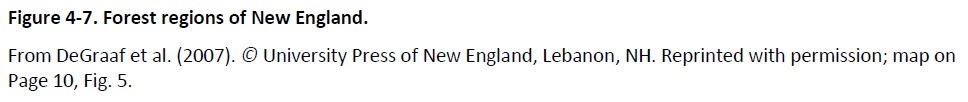 Figure 4-7. Forest regions of New England.
From DeGraaf et al. (2007). © University Press of New England, Lebanon, NH. Reprinted with permission; map on
Page 10, Fig. 5.